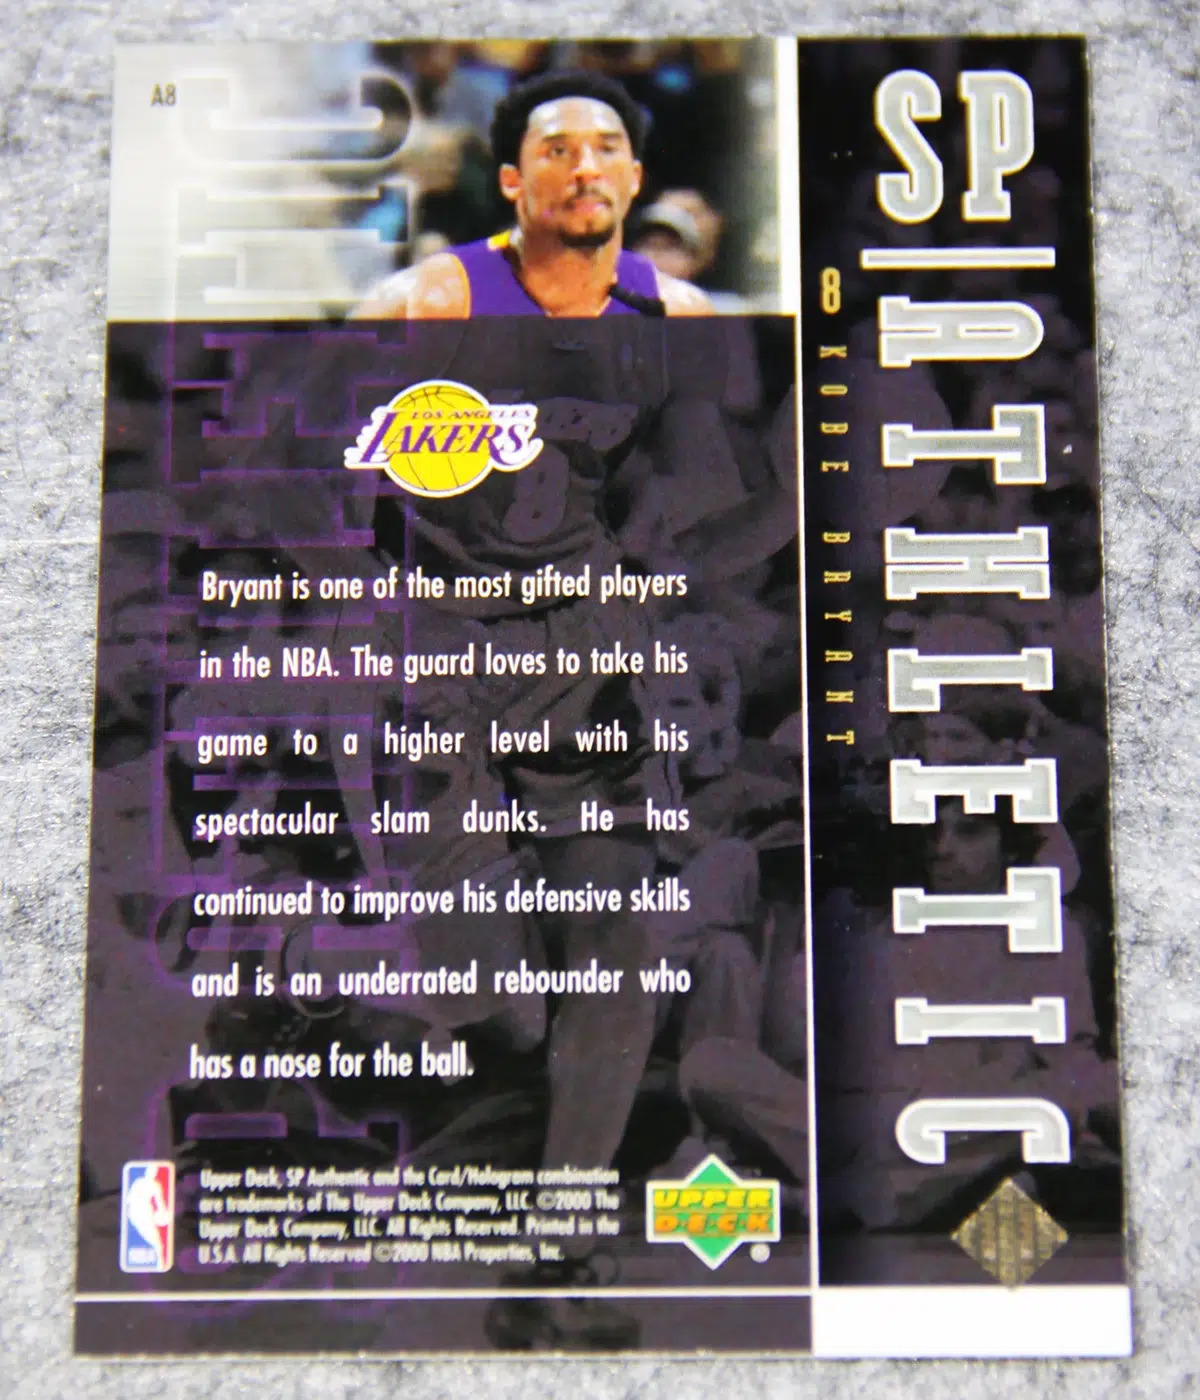 A8
SP
ATHLETIC
8 KOBE BRYANT
LOS ANGELES
LAKERS
8
Bryant is one of the most gifted players
in the NBA. The guard loves to take his
game to a higher level with his
spectacular slam dunks. He has
continued to improve his defensive skills
and is an underrated rebounder who
has a nose for the ball.
NBA
Upper Deck, SP Authentic and the Card/Hologram combination
are trademarks of The Upper Deck Company, LLC. ©2000 The
Upper Deck Company, LLC. All Rights Reserved. Printed in the
U.S.A. All Rights Reserved ©2000 NBA Properties, Inc.
UPPER
DECK
®